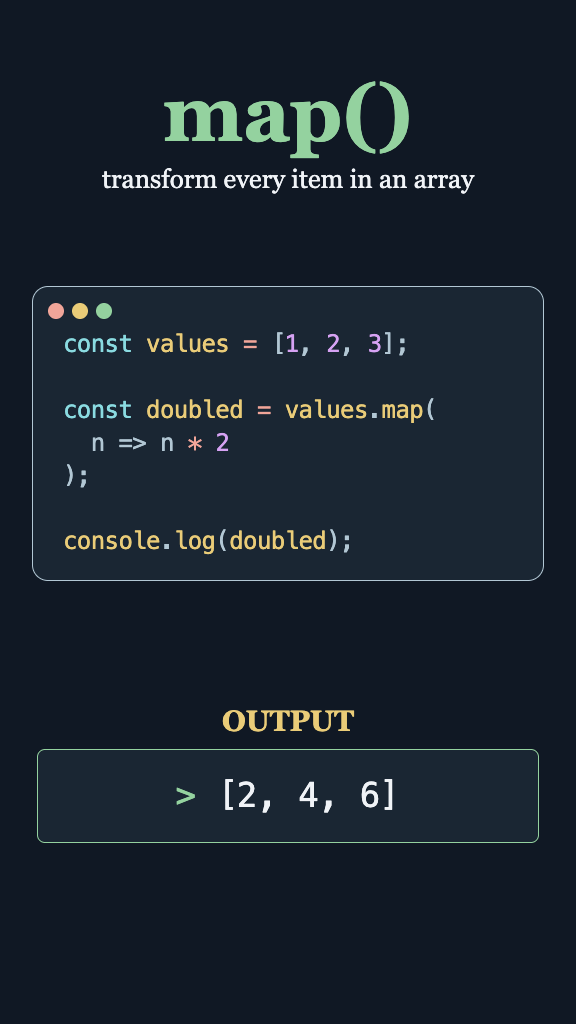 map()
transform every item in an array
const values = [1, 2, 3];
const doubled = values.map(
  n => n * 2
);
console.log(doubled);
OUTPUT
> [2, 4, 6]